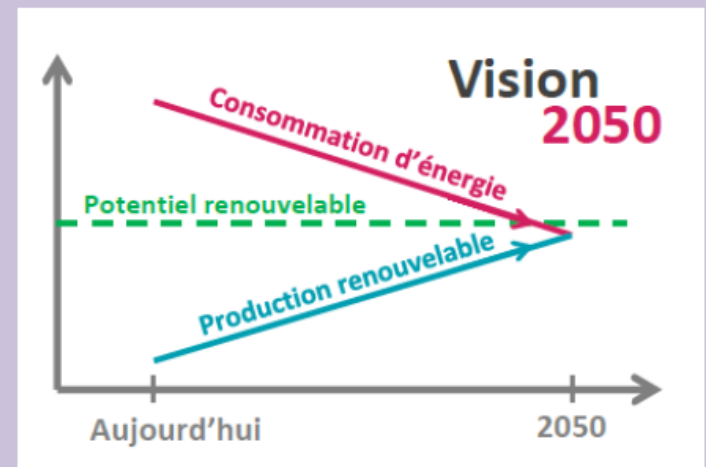 Vision
2050
Consommation d'énergie
Potentiel renouvelable
Production renouvelable
Aujourd'hui
2050